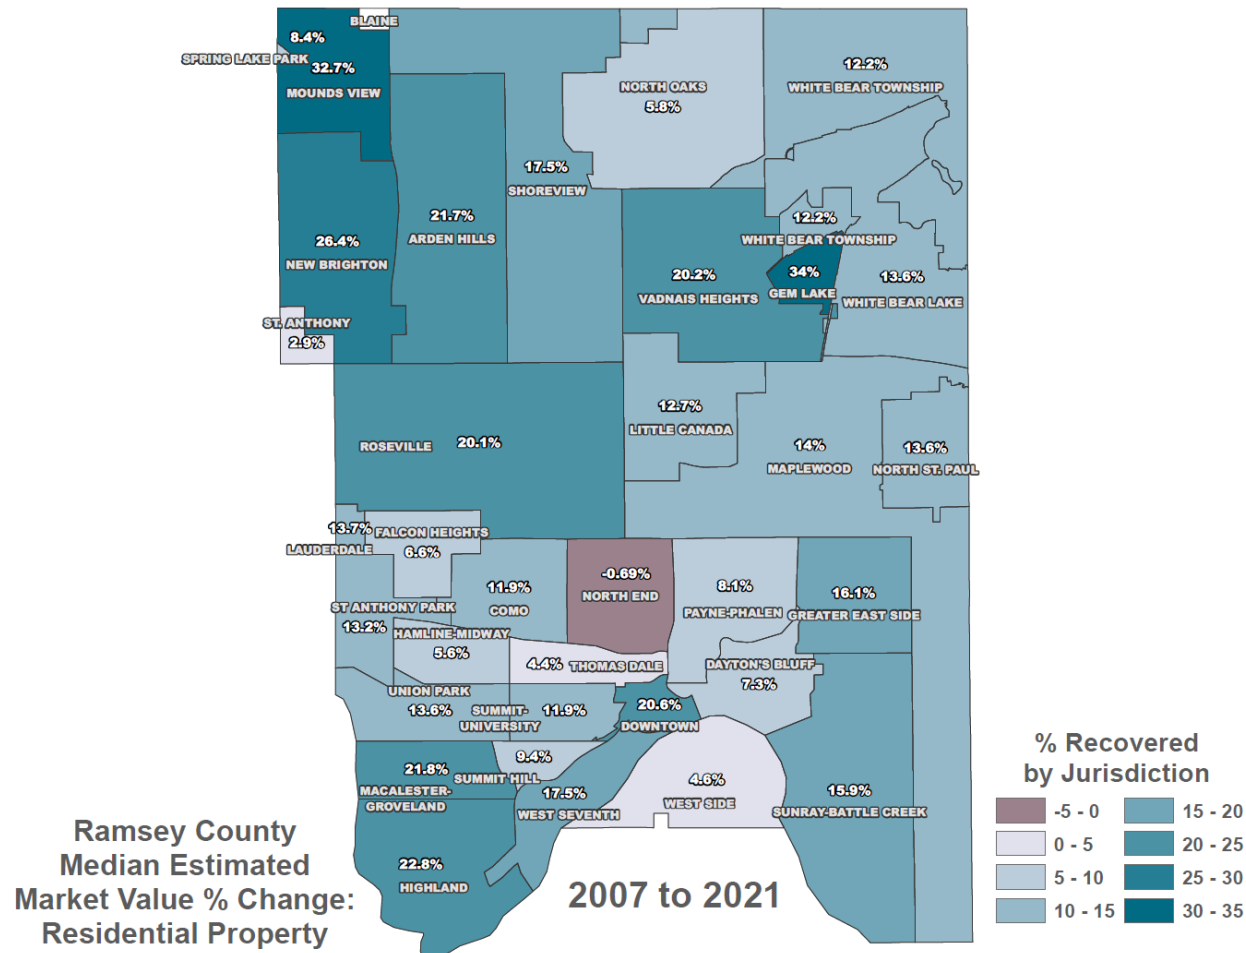 BLAINE
8.4%
SPRING LAKE PARK
32.7%
MOUNDS VIEW
NORTH OAKS
5.8%
12.2%
WHITE BEAR TOWNSHIP
17.5%
SHOREVIEW
21.7%
ARDEN HILLS
26.4%
NEW BRIGHTON
12.2%
WHITE BEAR TOWNSHIP
20.2%
VADNAIS HEIGHTS
34%
GEM LAKE
13.6%
WHITE BEAR LAKE
ST. ANTHONY
2.9%
12.7%
LITTLE CANADA
ROSEVILLE
20.1%
14%
MAPLEWOOD
13.6%
NORTH ST. PAUL
13.7%
LAUDERDALE
FALCON HEIGHTS
6.6%
11.9%
COMO
-0.69%
NORTH END
8.1%
PAYNE-PHALEN
16.1%
GREATER EAST SIDE
ST ANTHONY PARK
13.2%
HAMLINE-MIDWAY
5.6%
4.4%
THOMAS DALE
DAYTON'S BLUFF
7.3%
UNION PARK
13.6%
SUMMIT-
UNIVERSITY
11.9%
20.6%
DOWNTOWN
9.4%
SUMMIT HILL
21.8%
MACALESTER-
GROVELAND
17.5%
WEST SEVENTH
4.6%
WEST SIDE
15.9%
SUNRAY-BATTLE CREEK
22.8%
HIGHLAND
Ramsey County
Median Estimated
Market Value % Change:
Residential Property
2007 to 2021
% Recovered
by Jurisdiction
-5 - 0
0 - 5
5 - 10
10 - 15
15 - 20
20 - 25
25 - 30
30 - 35